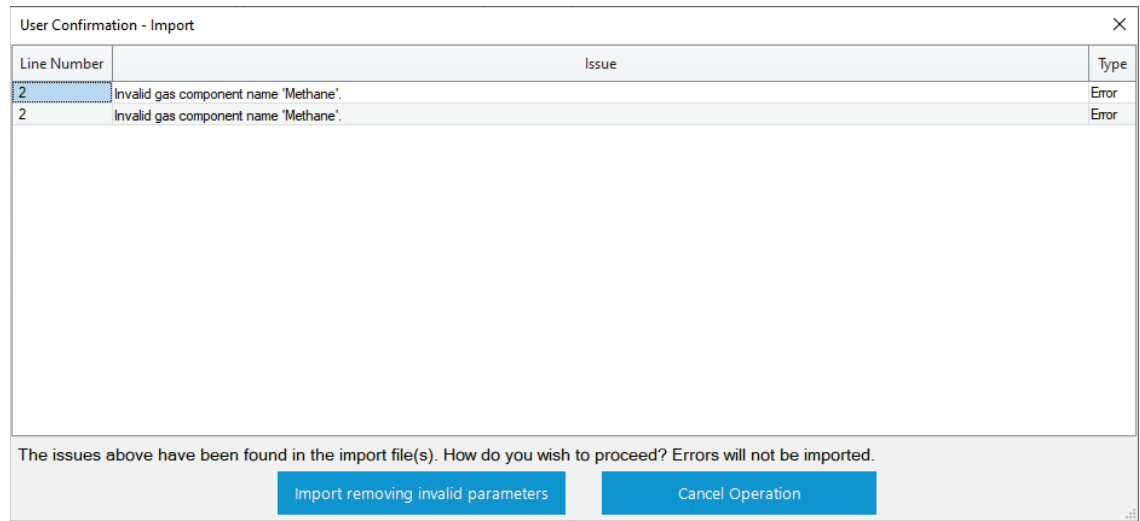 User Confirmation - Import
Line Number Issue Type
2 Invalid gas component name 'Methane'. Error
2 Invalid gas component name 'Methane'. Error
The issues above have been found in the import file(s). How do you wish to proceed? Errors will not be imported.
Import removing invalid parameters Cancel Operation